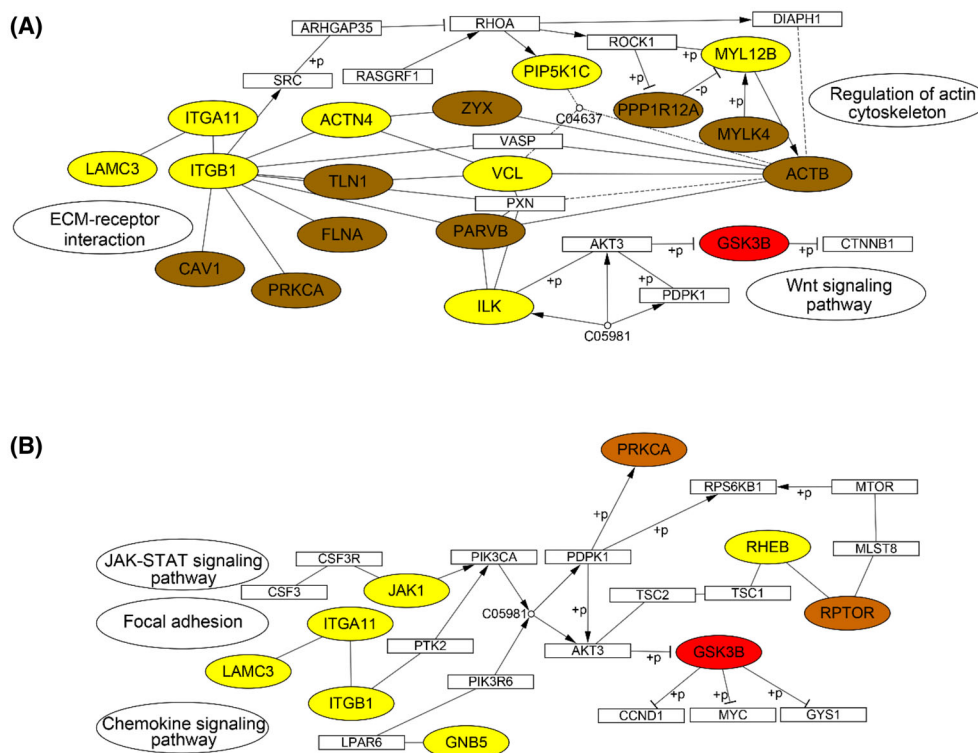 (A)
ARHGAP35
RHOA
DIAPH1
ROCK1
MYL12B
+p
SRC
RASGRF1
PIP5K1C
+p
+p
-p
Regulation of actin
cytoskeleton
ITGA11
ACTN4
ZYX
C04637
PPP1R12A
+p
MYLK4
VASP
LAMC3
ITGB1
TLN1
VCL
ACTB
PXN
ECM-receptor
interaction
FLNA
PARVB
AKT3
GSK3B
CTNNB1
+p
+p
CAV1
PRKCA
+p
+p
PDPK1
Wnt signaling
pathway
ILK
C05981
(B)
PRKCA
RPS6KB1
MTOR
+p
+p
+p
JAK-STAT signaling
pathway
CSF3R
PIK3CA
PDPK1
RHEB
MLST8
CSF3
JAK1
TSC2
TSC1
Focal adhesion
ITGA11
C05981
+p
RPTOR
PTK2
AKT3
GSK3B
+p
LAMC3
PIK3R6
ITGB1
+p
+p
+p
CCND1
MYC
GYS1
Chemokine signaling
pathway
LPAR6
GNB5